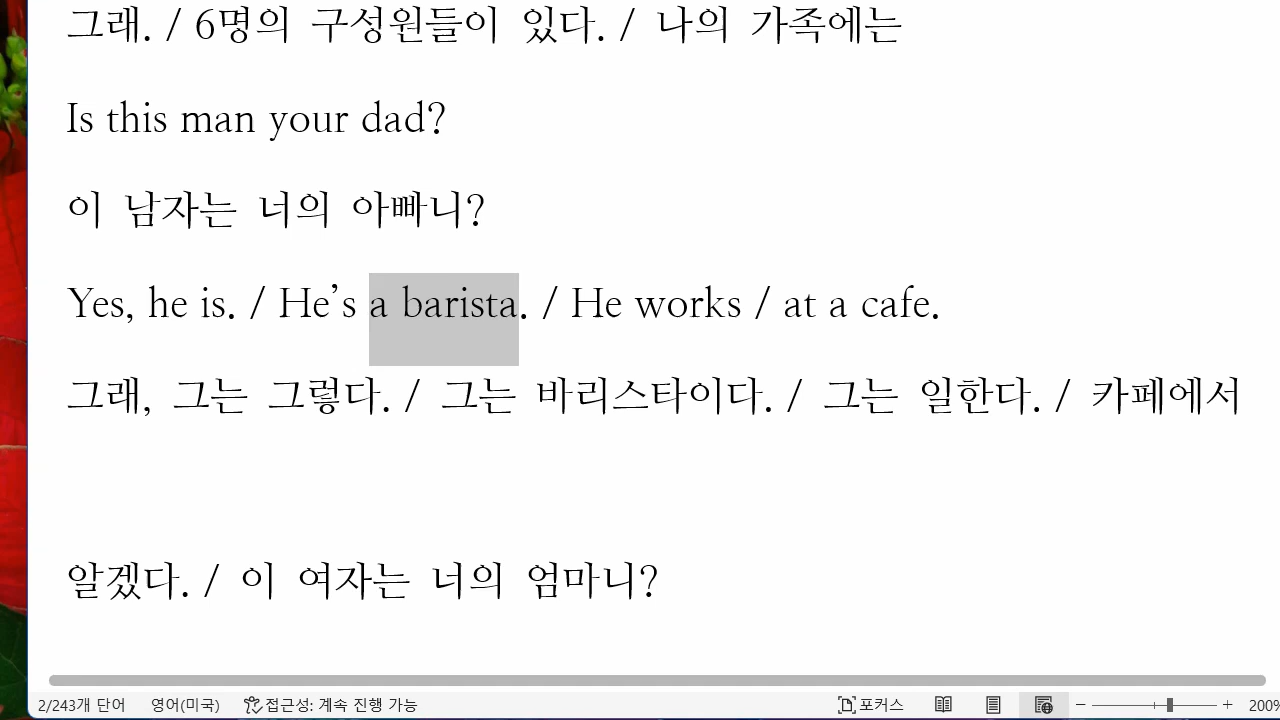 그래. / 6명의 구성원들이 있다. / 나의 가족에는
Is this man your dad?
이 남자는 너의 아빠니?
Yes, he is. / He’s a barista. / He works / at a cafe.
그래, 그는 그렇다. / 그는 바리스타이다. / 그는 일한다. / 카페에서
알겠다. / 이 여자는 너의 엄마니?
2/243개 단어 영어(미국) 접근성: 계속 진행 가능 포커스 200%